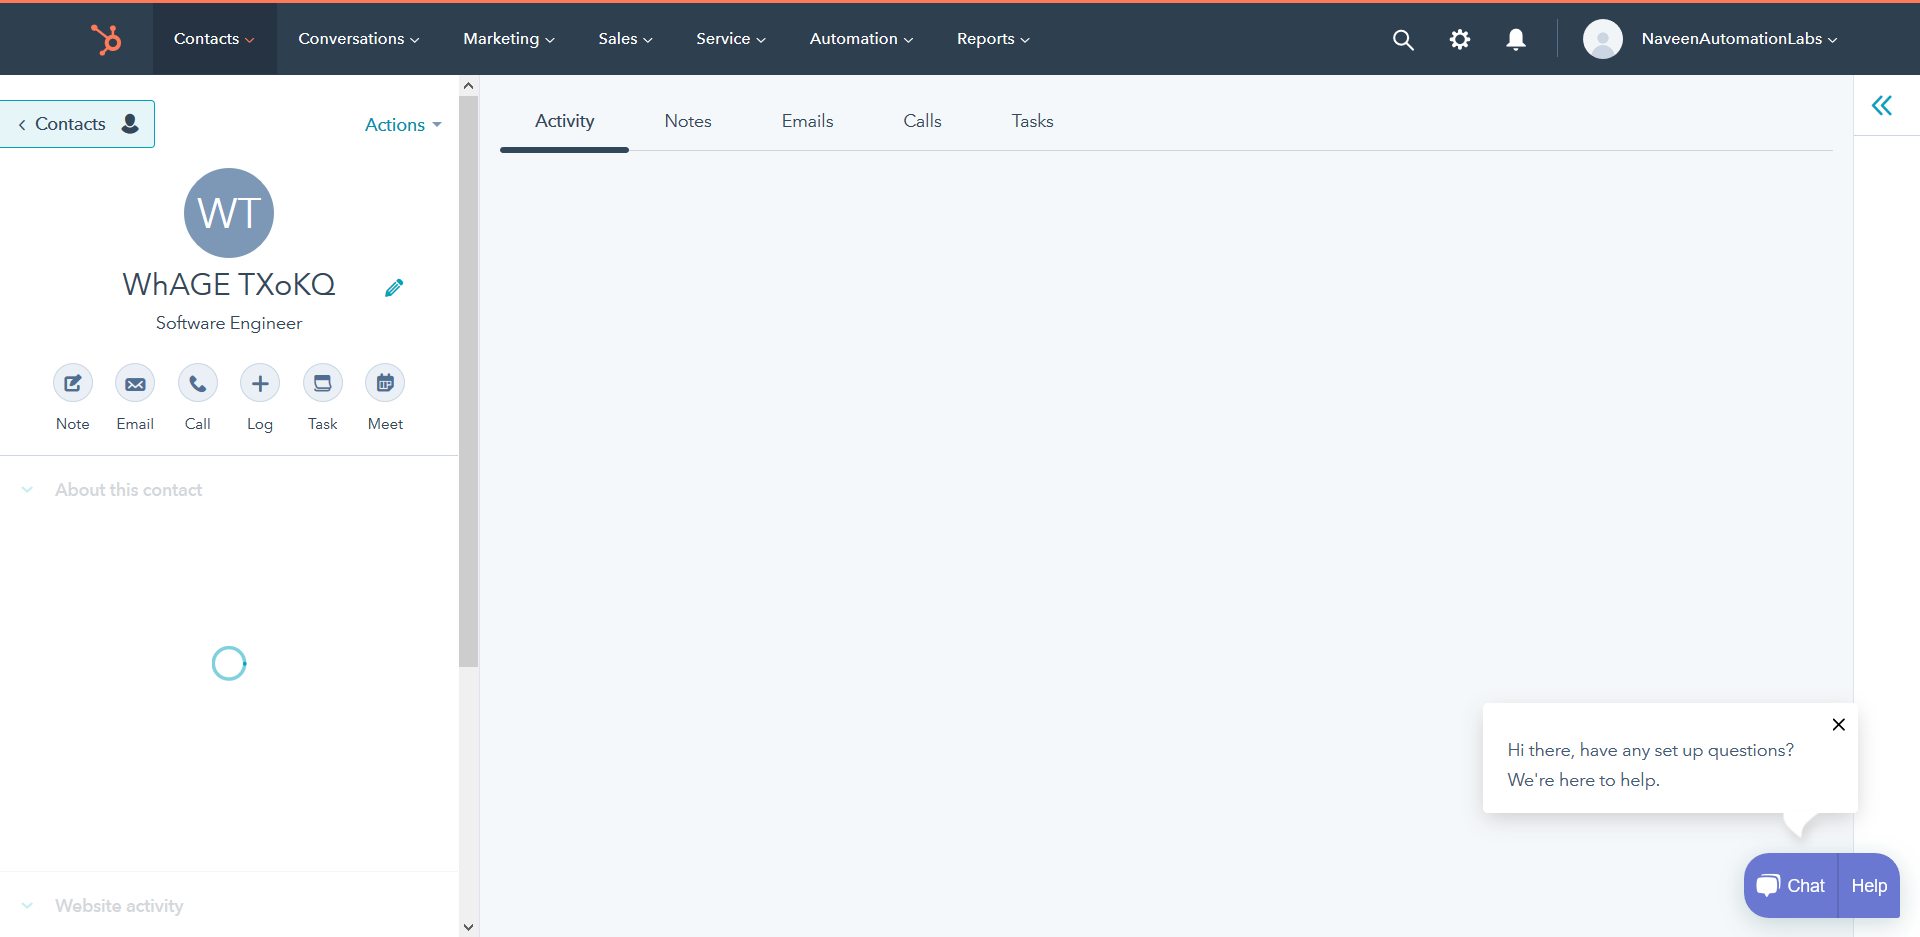 Contacts Conversations Marketing Sales Service Automation Reports NaveenAutomationLabs
Contacts
Actions
WT
WhAGE TXoKQ
Software Engineer
Note Email Call Log Task Meet
About this contact
Website activity
Activity Notes Emails Calls Tasks
Hi there, have any set up questions?
We're here to help.
Chat Help